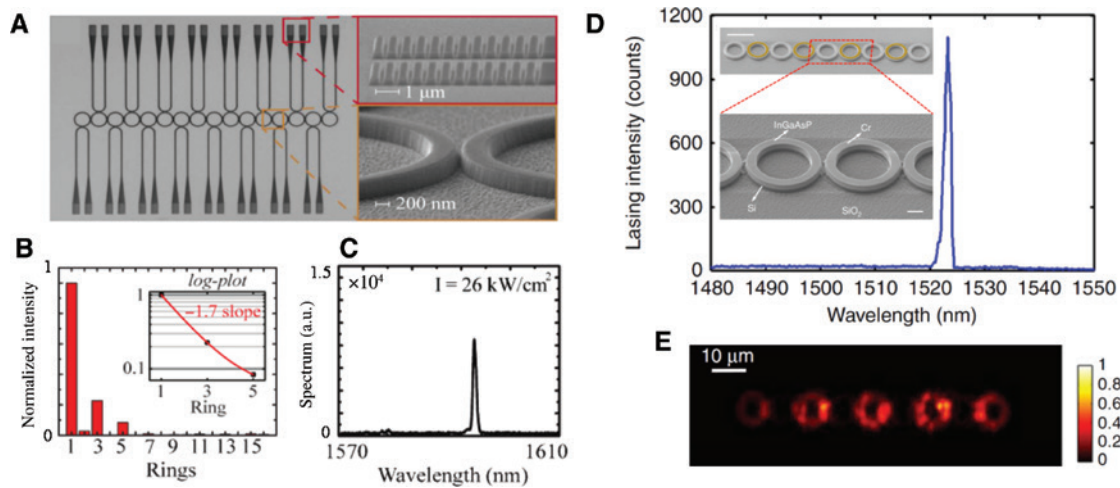 A
1 µm
200 nm
B
Normalized intensity
1
0
log-plot
−1.7 slope
1
0.1
1 3 5
Ring
1 3 5 7 9 11 13 15
Rings
C
Spectrum (a.u.)
1.5
×10⁴
I = 26 kW/cm²
0
1570 1610
Wavelength (nm)
D
Lasing intensity (counts)
1200
900
600
300
0
InGaAsP
Cr
Si
SiO₂
1480 1490 1500 1510 1520 1530 1540 1550
Wavelength (nm)
E
10 µm
1
0.8
0.6
0.4
0.2
0